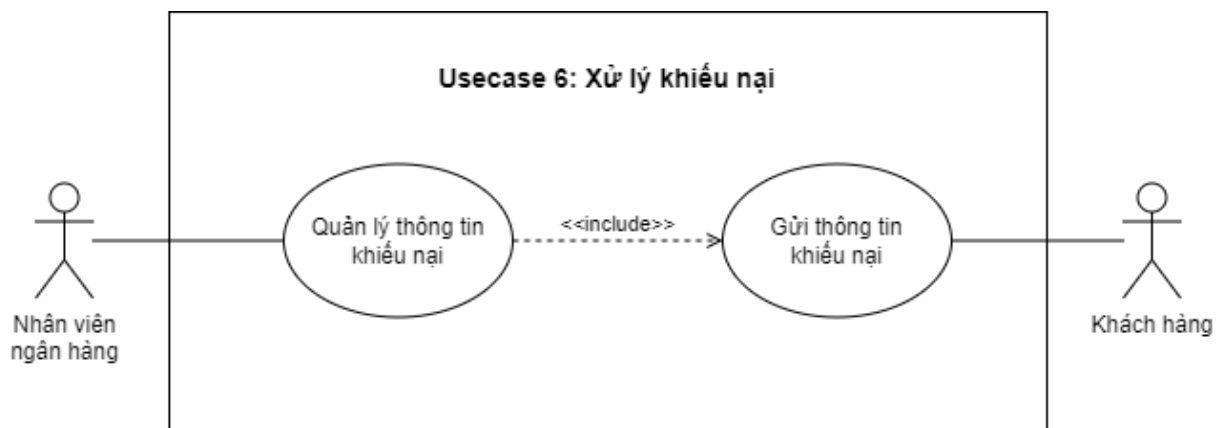 Usecase 6: Xử lý khiếu nại
Quản lý thông tin
khiếu nại
<<include>>
Gửi thông tin
khiếu nại
Nhân viên
ngân hàng
Khách hàng